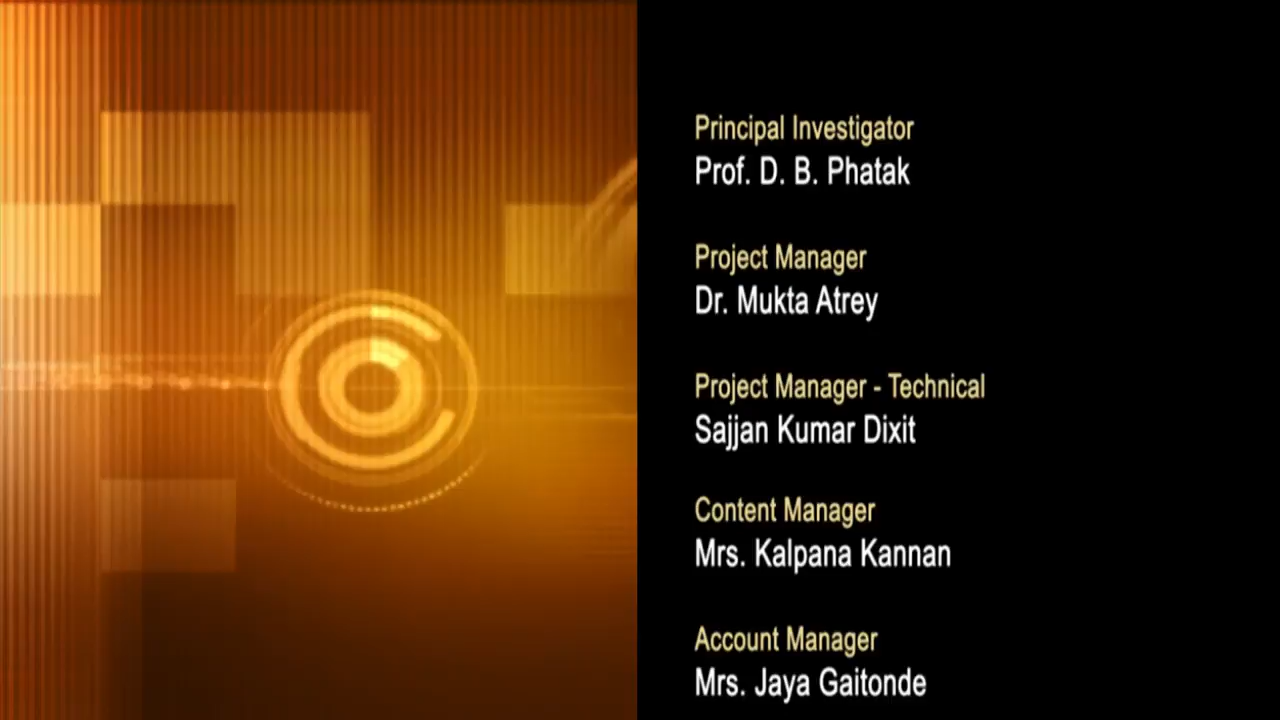 Principal Investigator
Prof. D. B. Phatak
Project Manager
Dr. Mukta Atrey
Project Manager - Technical
Sajjan Kumar Dixit
Content Manager
Mrs. Kalpana Kannan
Account Manager
Mrs. Jaya Gaitonde